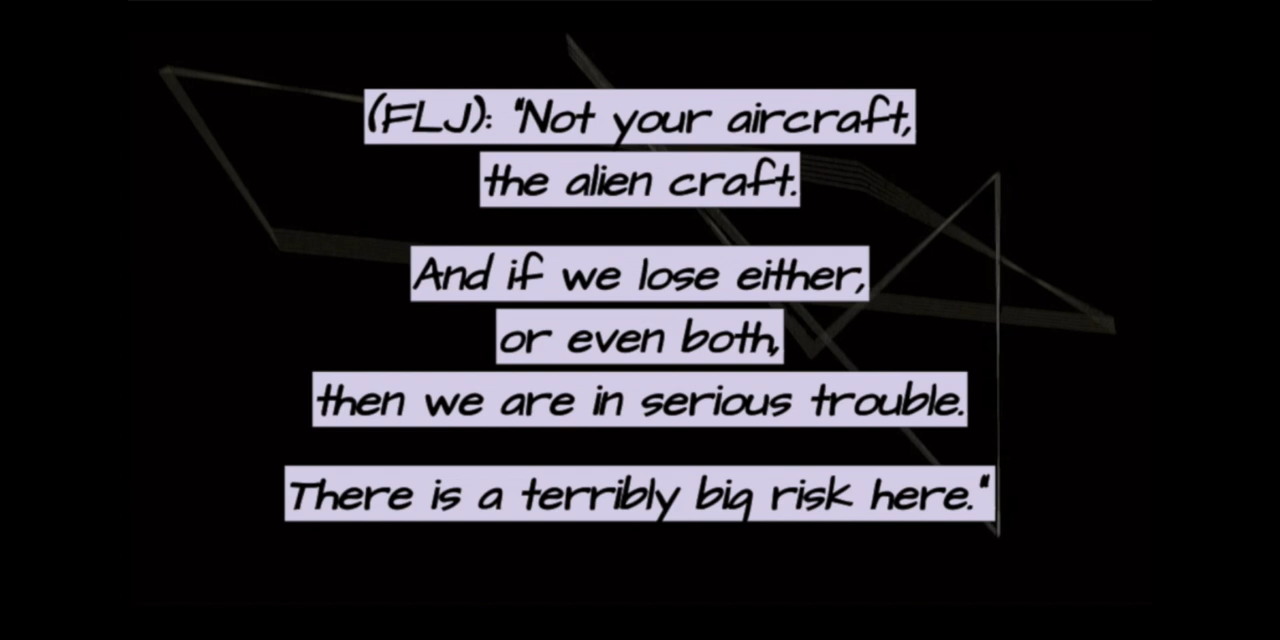 (FLJ): "Not your aircraft,
the alien craft.
And if we lose either,
or even both,
then we are in serious trouble.
There is a terribly big risk here."